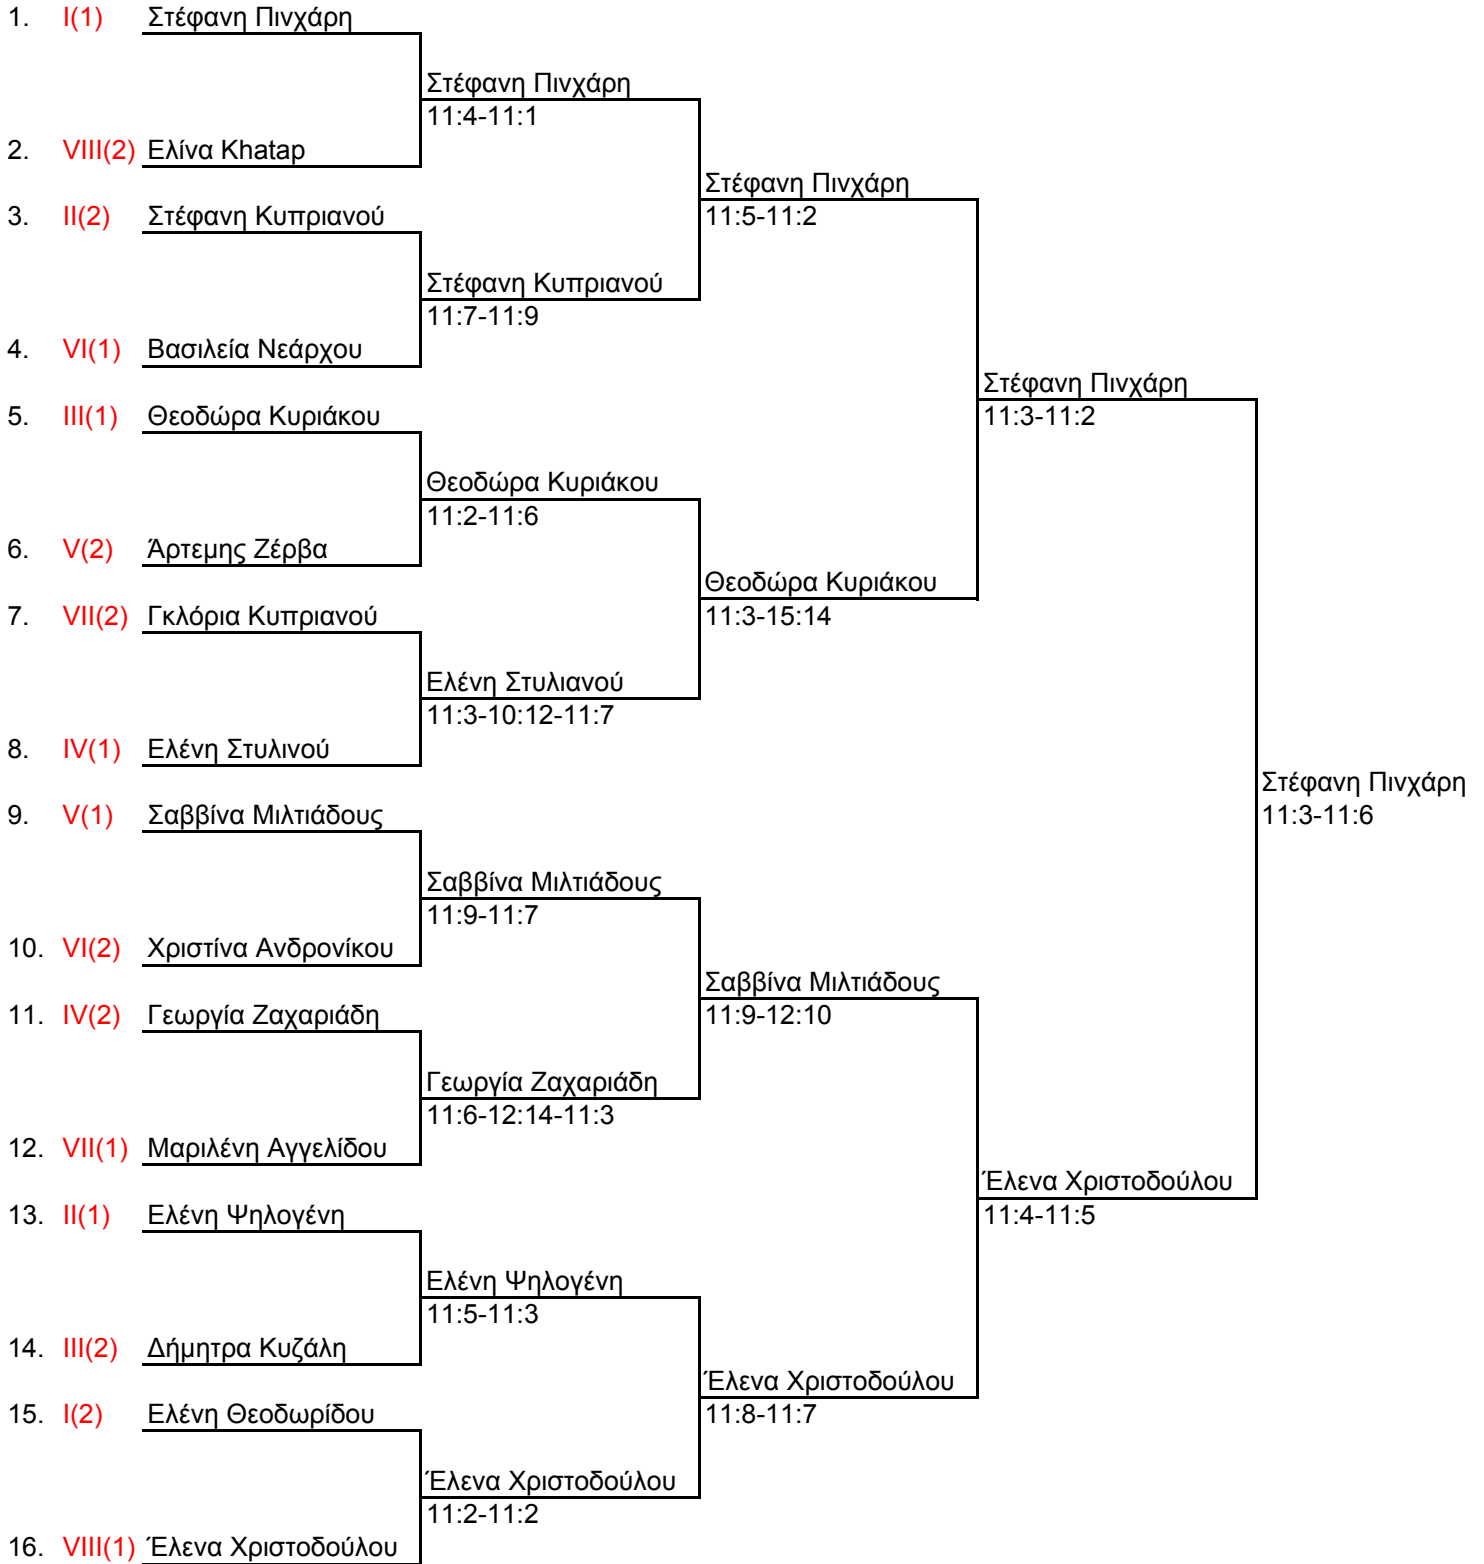 1. I(1) Στέφανη Πινχάρη
Στέφανη Πινχάρη
11:4-11:1
2. VIII(2) Ελίνα Khatap
Στέφανη Πινχάρη
3. II(2) Στέφανη Κυπριανού
11:5-11:2
Στέφανη Κυπριανού
11:7-11:9
4. VI(1) Βασιλεία Νεάρχου
Στέφανη Πινχάρη
5. III(1) Θεοδώρα Κυριάκου
11:3-11:2
Θεοδώρα Κυριάκου
11:2-11:6
6. V(2) Άρτεμης Ζέρβα
Θεοδώρα Κυριάκου
7. VII(2) Γκλόρια Κυπριανού
11:3-15:14
Ελένη Στυλιανού
11:3-10:12-11:7
8. IV(1) Ελένη Στυλινού
Στέφανη Πινχάρη
9. V(1) Σαββίνα Μιλτιάδους
11:3-11:6
Σαββίνα Μιλτιάδους
11:9-11:7
10. VI(2) Χριστίνα Ανδρονίκου
Σαββίνα Μιλτιάδους
11. IV(2) Γεωργία Ζαχαριάδη
11:9-12:10
Γεωργία Ζαχαριάδη
11:6-12:14-11:3
12. VII(1) Μαριλένη Αγγελίδου
Έλενα Χριστοδούλου
13. II(1) Ελένη Ψηλογένη
11:4-11:5
Ελένη Ψηλογένη
11:5-11:3
14. III(2) Δήμητρα Κυζάλη
Έλενα Χριστοδούλου
15. I(2) Ελένη Θεοδωρίδου
11:8-11:7
Έλενα Χριστοδούλου
11:2-11:2
16. VIII(1) Έλενα Χριστοδούλου